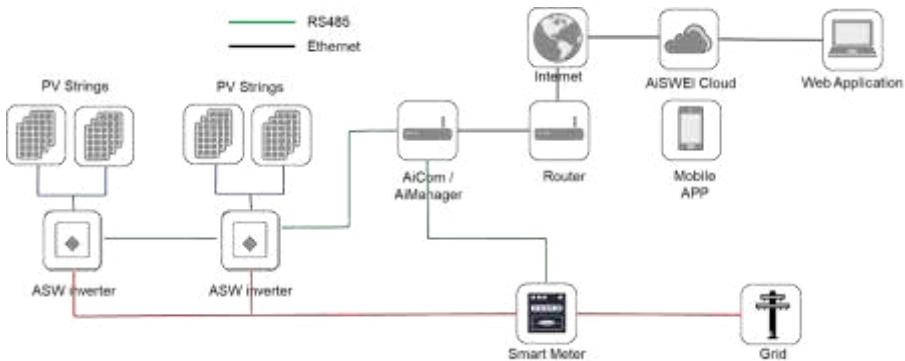 RS485
Ethernet
PV Strings
PV Strings
Internet
AiSWEI Cloud
Web Application
AiCom /
AiManager
Router
Mobile
APP
ASW inverter
ASW inverter
Smart Meter
Grid